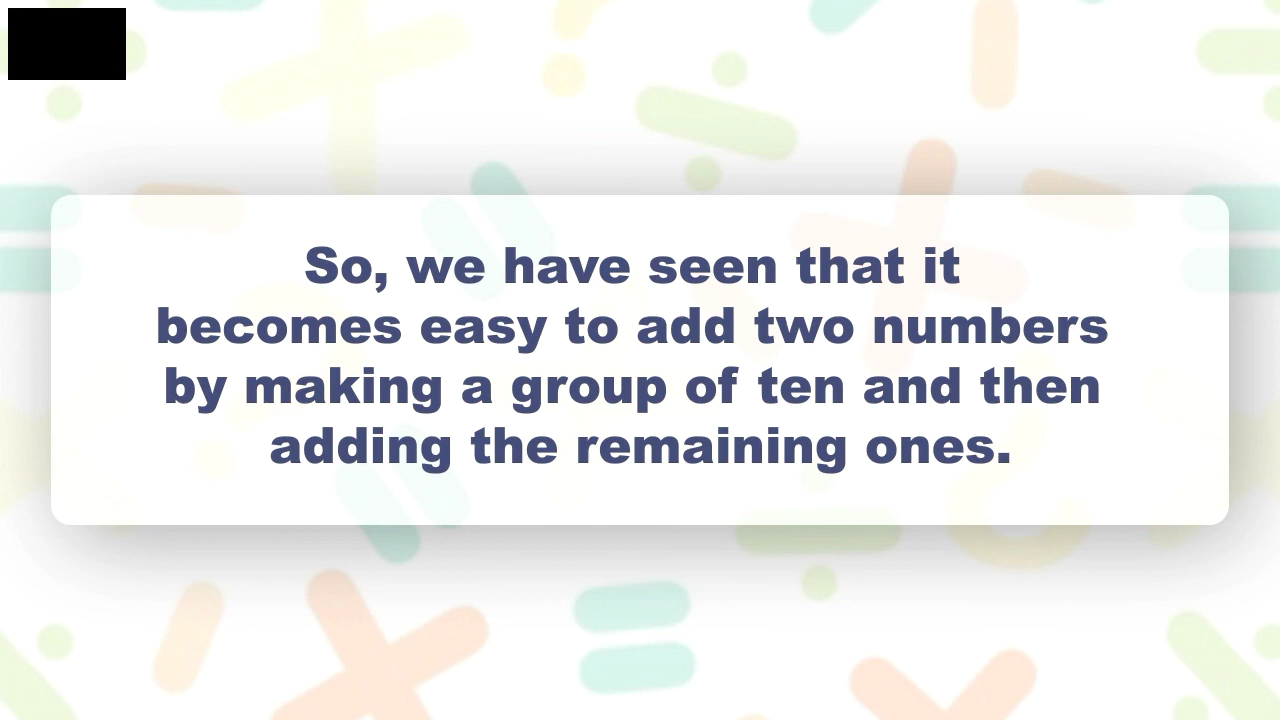 So, we have seen that it
becomes easy to add two numbers
by making a group of ten and then
adding the remaining ones.